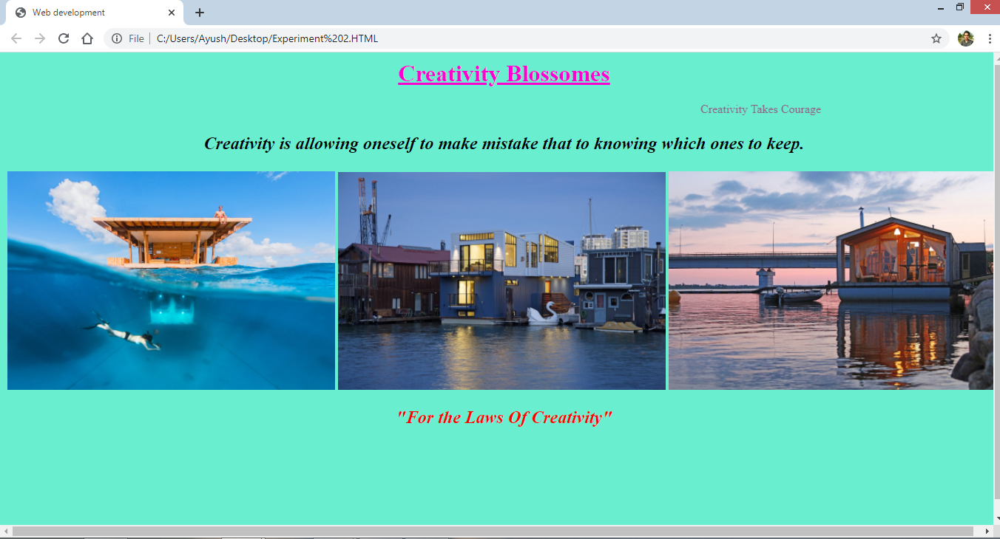 Web development
File
C:/Users/Ayush/Desktop/Experiment%202.HTML
Creativity Blossomes
Creativity Takes Courage
Creativity is allowing oneself to make mistake that to knowing which ones to keep.
"For the Laws Of Creativity"